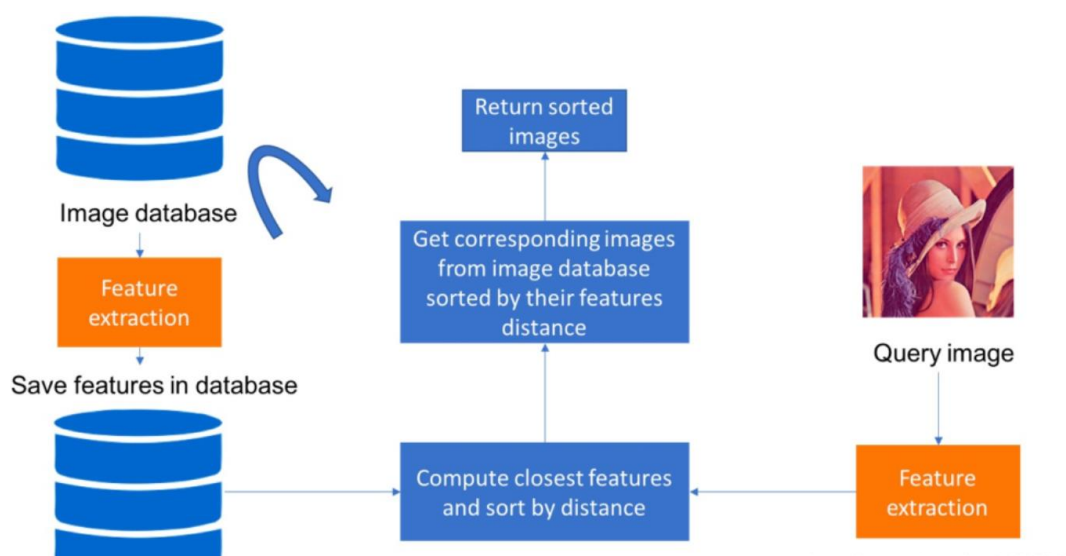 Return sorted
images
Image database
Get corresponding images
from image database
sorted by their features
distance
Feature
extraction
Query image
Save features in database
Compute closest features
and sort by distance
Feature
extraction